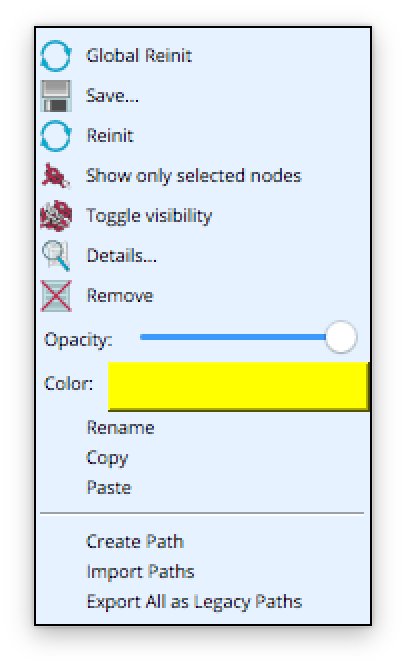 Global Reinit
Save...
Reinit
Show only selected nodes
Toggle visibility
Details...
Remove
Opacity:
Color:
Rename
Copy
Paste
Create Path
Import Paths
Export All as Legacy Paths